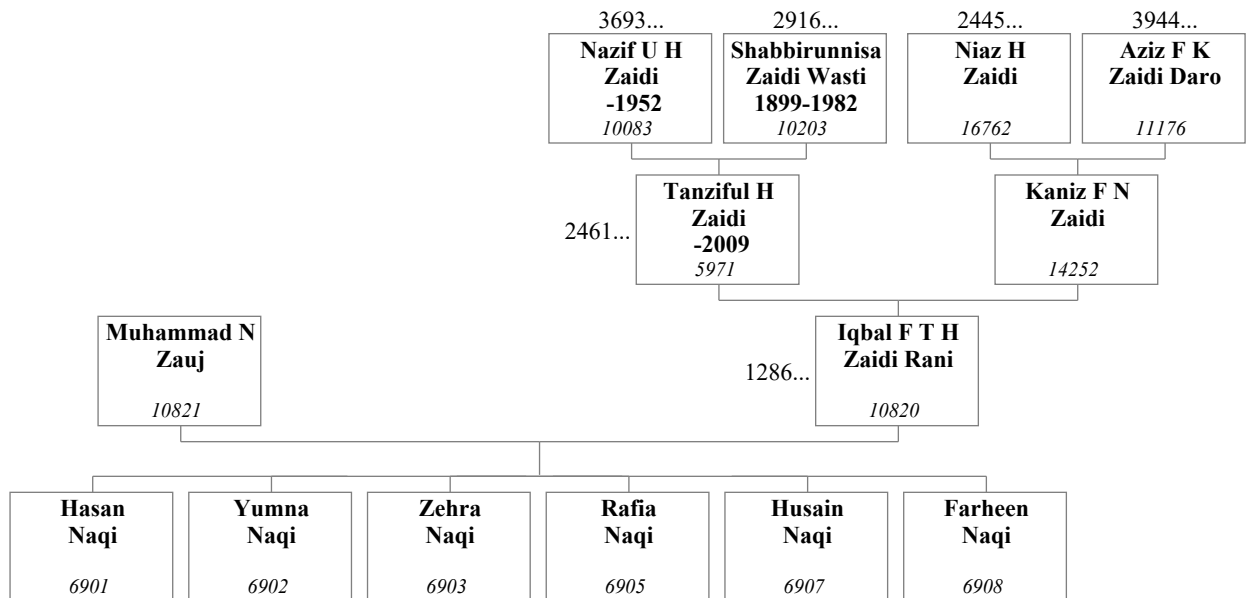 3693...
2916...
2445...
3944...
Nazif U H
Zaidi
-1952
10083
Shabbirunnisa
Zaidi Wasti
1899-1982
10203
Niaz H
Zaidi
16762
Aziz F K
Zaidi Daro
11176
2461...
Tanziful H
Zaidi
-2009
5971
Kaniz F N
Zaidi
14252
Muhammad N
Zauj
10821
1286...
Iqbal F T H
Zaidi Rani
10820
Hasan
Naqi
6901
Yumna
Naqi
6902
Zehra
Naqi
6903
Rafia
Naqi
6905
Husain
Naqi
6907
Farheen
Naqi
6908